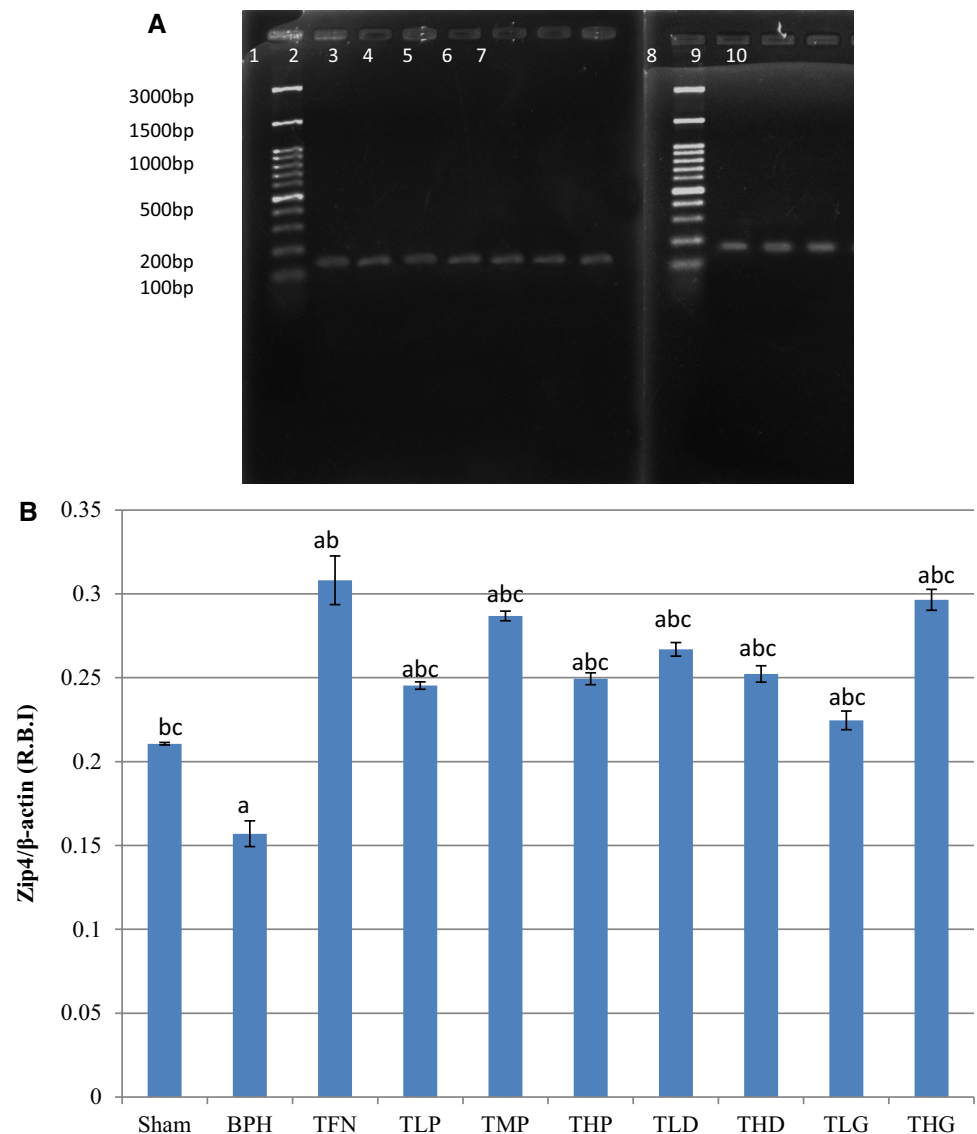 A
1 2 3 4 5 6 7 8 9 10
3000bp
1500bp
1000bp
500bp
200bp
100bp
B
Zip4/β-actin (R.B.I)
0.35
0.3
0.25
0.2
0.15
0.1
0.05
0
bc
a
ab
abc
abc
abc
abc
abc
abc
abc
Sham BPH TFN TLP TMP THP TLD THD TLG THG